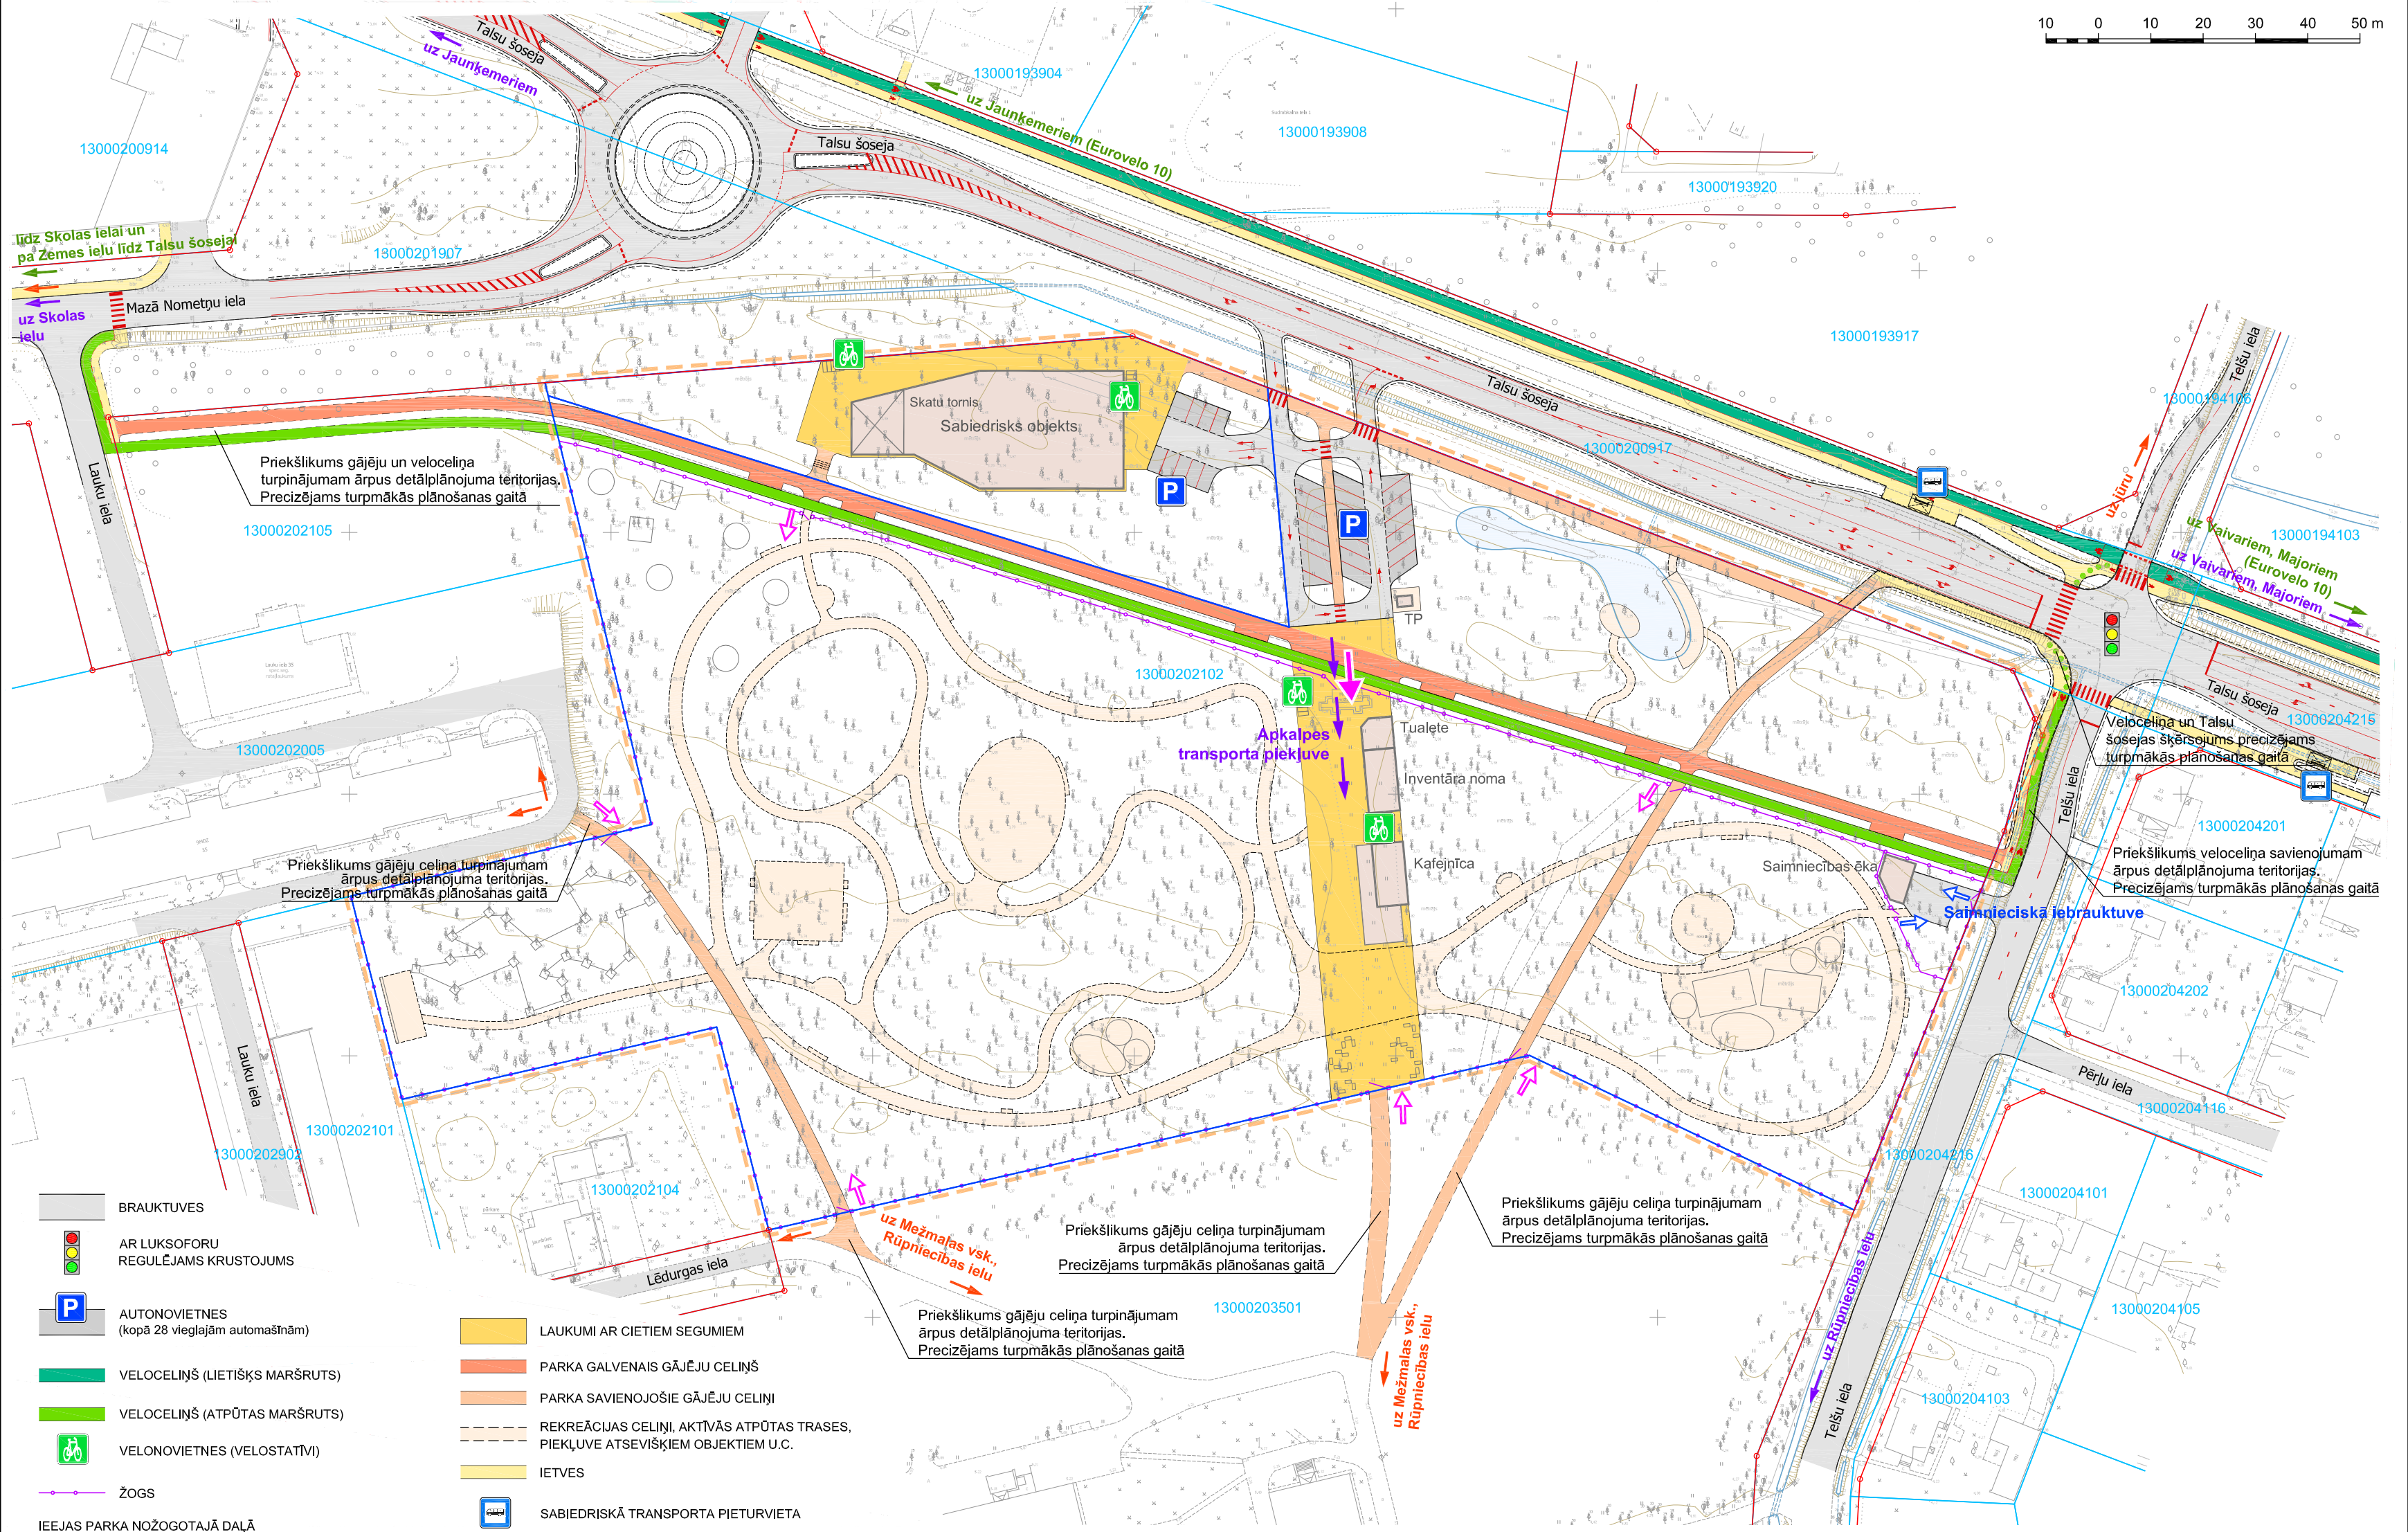 10 0 10 20 30 40 50 m
Talsu šoseja
uz Jaunķemeriem
13000193904
uz Jaunķemeriem (Eurovelo 10)
13000193908
13000193920
13000200914
Talsu šoseja
līdz Skolas ielai un
pa Zemes ielu līdz Talsu šosejai
13000201907
Mazā Nometņu iela
uz Skolas
ielu
13000193917
Telšu iela
Talsu šoseja
13000194106
Skatu tornis
Sabiedrisks objekts
13000200917
Lauku iela
Priekšlikums gājēju un veloceliņa
turpinājumam ārpus detālplānojuma teritorijas.
Precizējams turpmākās plānošanas gaitā
13000202105
P
P
uz jūru
uz Vaivariem, Majoriem
(Eurovelo 10)
uz Vaivariem, Majoriem
13000194103
TP
13000202102
Talsu šoseja
13000204215
Tualete
Apkalpes
transporta piekļuve
Veloceliņa un Talsu
šosejas šķērsojums precizējams
turpmākās plānošanas gaitā
13000202005
Inventāra noma
Telšu iela
13000204201
Kafejnīca
Saimniecības ēka
Priekšlikums veloceliņa savienojumam
ārpus detālplānojuma teritorijas.
Precizējams turpmākās plānošanas gaitā
Priekšlikums gājēju celiņa turpinājumam
ārpus detālplānojuma teritorijas.
Precizējams turpmākās plānošanas gaitā
Saimnieciskā iebrauktuve
13000204202
Lauku iela
Pērļu iela
13000204116
13000202101
13000202902
13000204216
13000202104
13000204101
uz Mežmalas vsk.,
Rūpniecības ielu
Lēdurgas iela
Priekšlikums gājēju celiņa turpinājumam
ārpus detālplānojuma teritorijas.
Precizējams turpmākās plānošanas gaitā
Priekšlikums gājēju celiņa turpinājumam
ārpus detālplānojuma teritorijas.
Precizējams turpmākās plānošanas gaitā
uz Rūpniecības ielu
13000203501
13000204105
Priekšlikums gājēju celiņa turpinājumam
ārpus detālplānojuma teritorijas.
Precizējams turpmākās plānošanas gaitā
uz Mežmalas vsk.,
Rūpniecības ielu
13000204103
Telšu iela
BRAUKTUVES
AR LUKSOFORU
REGULĒJAMS KRUSTOJUMS
P
AUTONOVIETNES
(kopā 28 vieglajām automašīnām)
VELOCELIŅŠ (LIETIŠĶS MARŠRUTS)
VELOCELIŅŠ (ATPŪTAS MARŠRUTS)
VELONOVIETNES (VELOSTATĪVI)
ŽOGS
IEEJAS PARKA NOŽOGOTAJĀ DAĻĀ
LAUKUMI AR CIETIEM SEGUMIEM
PARKA GALVENAIS GĀJĒJU CELIŅŠ
PARKA SAVIENOJOŠIE GĀJĒJU CELIŅI
REKREĀCIJAS CELIŅI, AKTĪVĀS ATPŪTAS TRASES,
PIEKĻUVE ATSEVIŠĶIEM OBJEKTIEM U.C.
IETVES
SABIEDRISKĀ TRANSPORTA PIETURVIETA